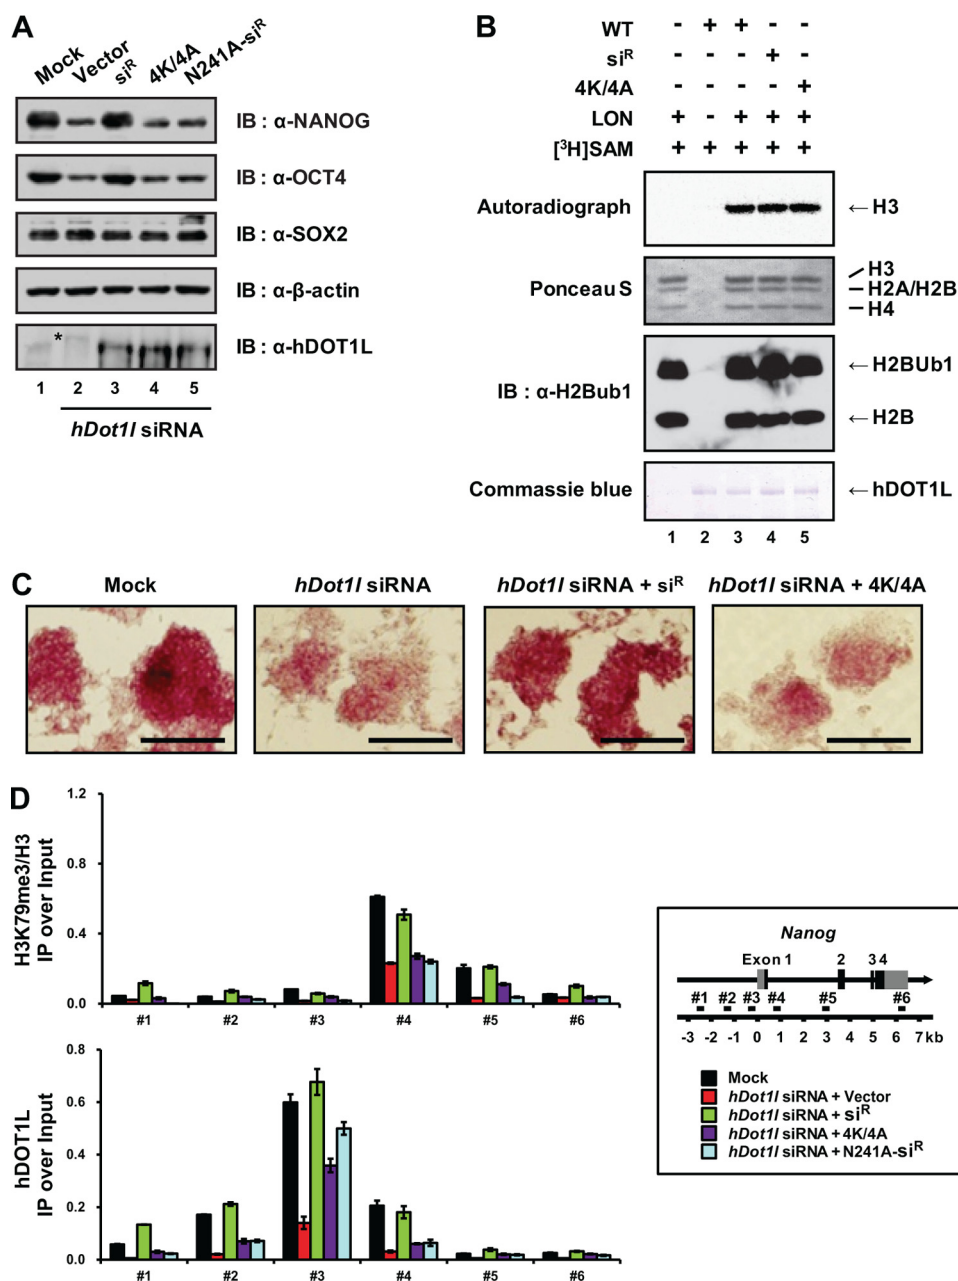 A
Mock Vector siR 4K/4A N241A-siR
IB : α-NANOG
IB : α-OCT4
IB : α-SOX2
IB : α-β-actin
*
IB : α-hDOT1L
1 2 3 4 5
hDot1l siRNA
B
WT - + + - -
siR - - - + -
4K/4A - - - - +
LON + - + + +
[3H]SAM + + + + +
Autoradiograph ← H3
Ponceau S
H3
H2A/H2B
H4
IB : α-H2Bub1
← H2BUb1
← H2B
Commassie blue ← hDOT1L
1 2 3 4 5
C
Mock hDot1l siRNA hDot1l siRNA + siR hDot1l siRNA + 4K/4A
D
H3K79me3/H3
IP over Input
1.2
0.8
0.4
0.0
#1 #2 #3 #4 #5 #6
hDOT1L
IP over Input
0.8
0.6
0.4
0.2
0.0
#1 #2 #3 #4 #5 #6
Nanog
Exon 1 2 3 4
#1 #2 #3 #4 #5 #6
-3 -2 -1 0 1 2 3 4 5 6 7 kb
Mock
hDot1l siRNA + Vector
hDot1l siRNA + siR
hDot1l siRNA + 4K/4A
hDot1l siRNA + N241A-siR